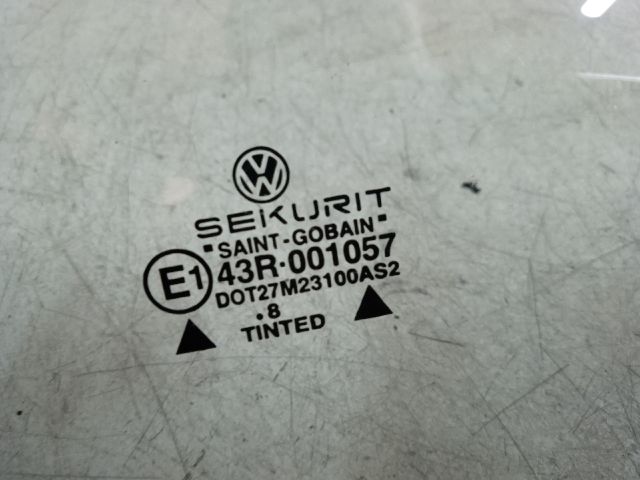 SEKURIT
SAINT-GOBAIN
E1
43R·001057
DOT27M23100AS2
.8
TINTED